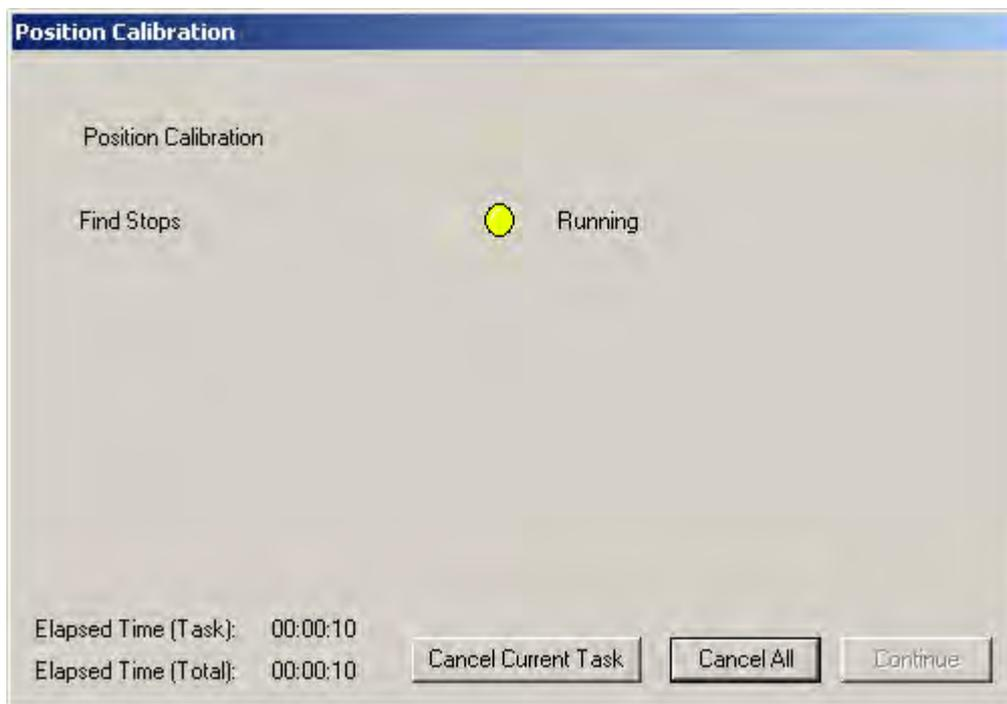 Position Calibration
Position Calibration
Find Stops Running
Elapsed Time (Task): 00:00:10
Elapsed Time (Total): 00:00:10
Cancel Current Task Cancel All Continue